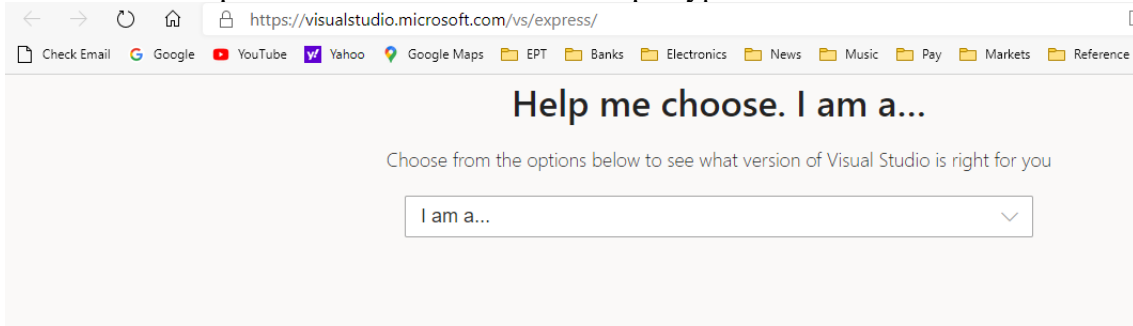 https://visualstudio.microsoft.com/vs/express/
Check Email Google YouTube Yahoo Google Maps EPT Banks Electronics News Music Pay Markets Reference
Help me choose. I am a...
Choose from the options below to see what version of Visual Studio is right for you
I am a...